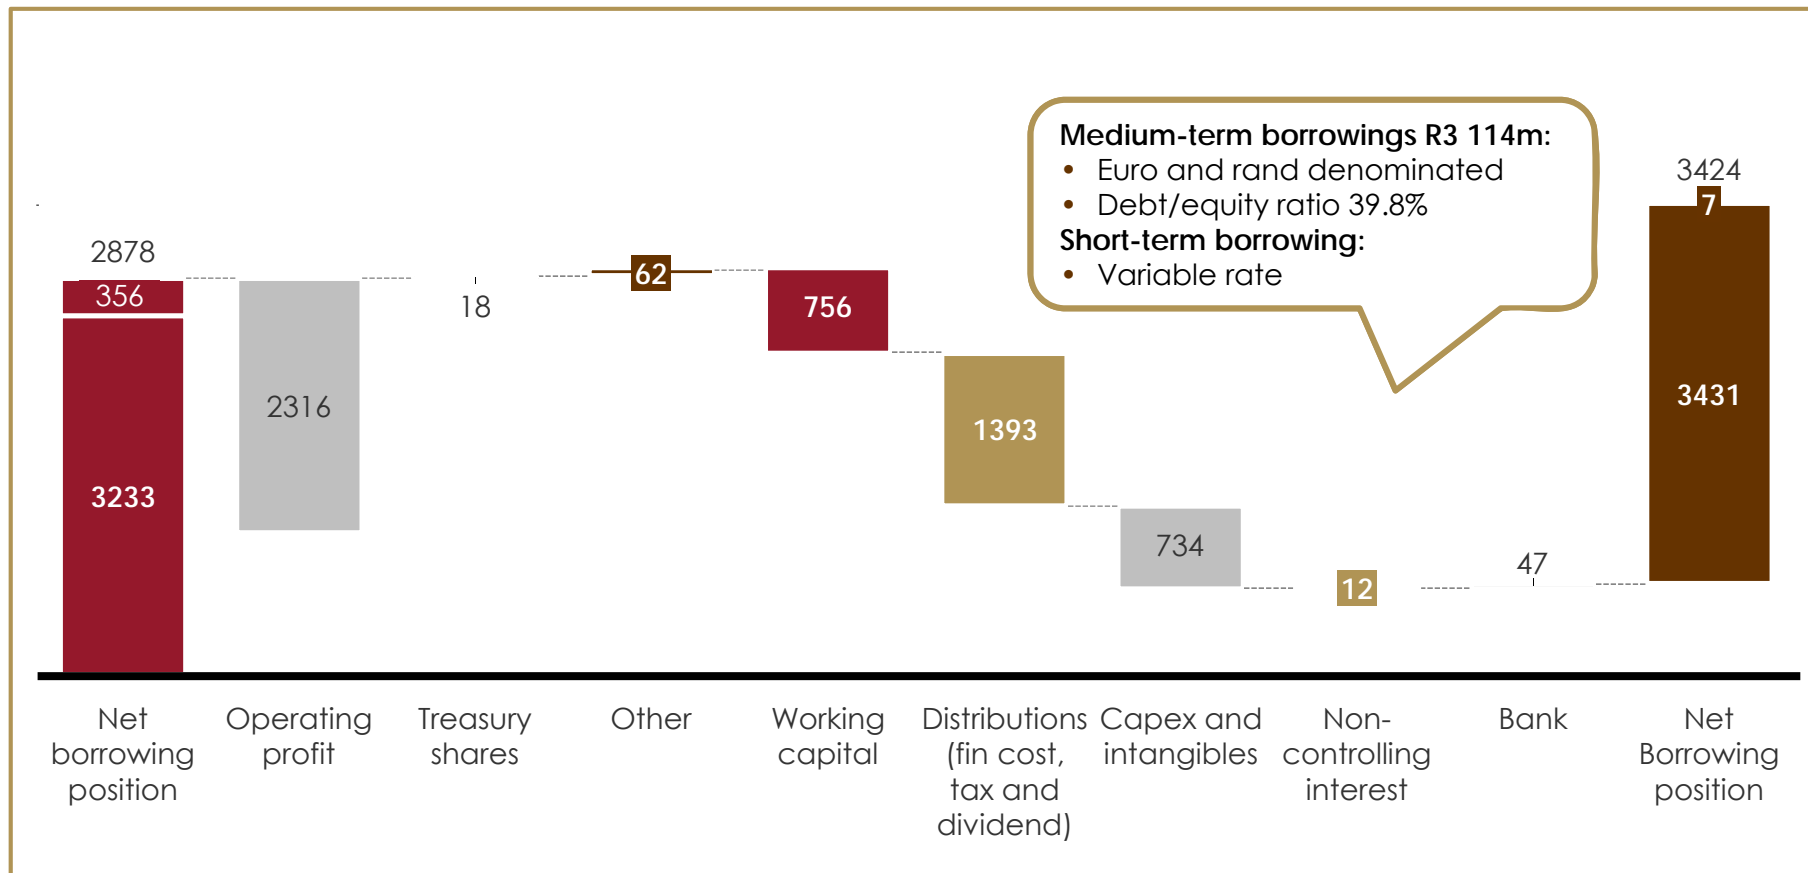 Medium-term borrowings R3 114m:
• Euro and rand denominated
• Debt/equity ratio 39.8%
Short-term borrowing:
• Variable rate
2878
356
3233
2316
18
62
756
1393
734
12
47
3424
7
3431
Net
borrowing
position
Operating
profit
Treasury
shares
Other
Working
capital
Distributions
(fin cost,
tax and
dividend)
Capex and
intangibles
Non-
controlling
interest
Bank
Net
Borrowing
position